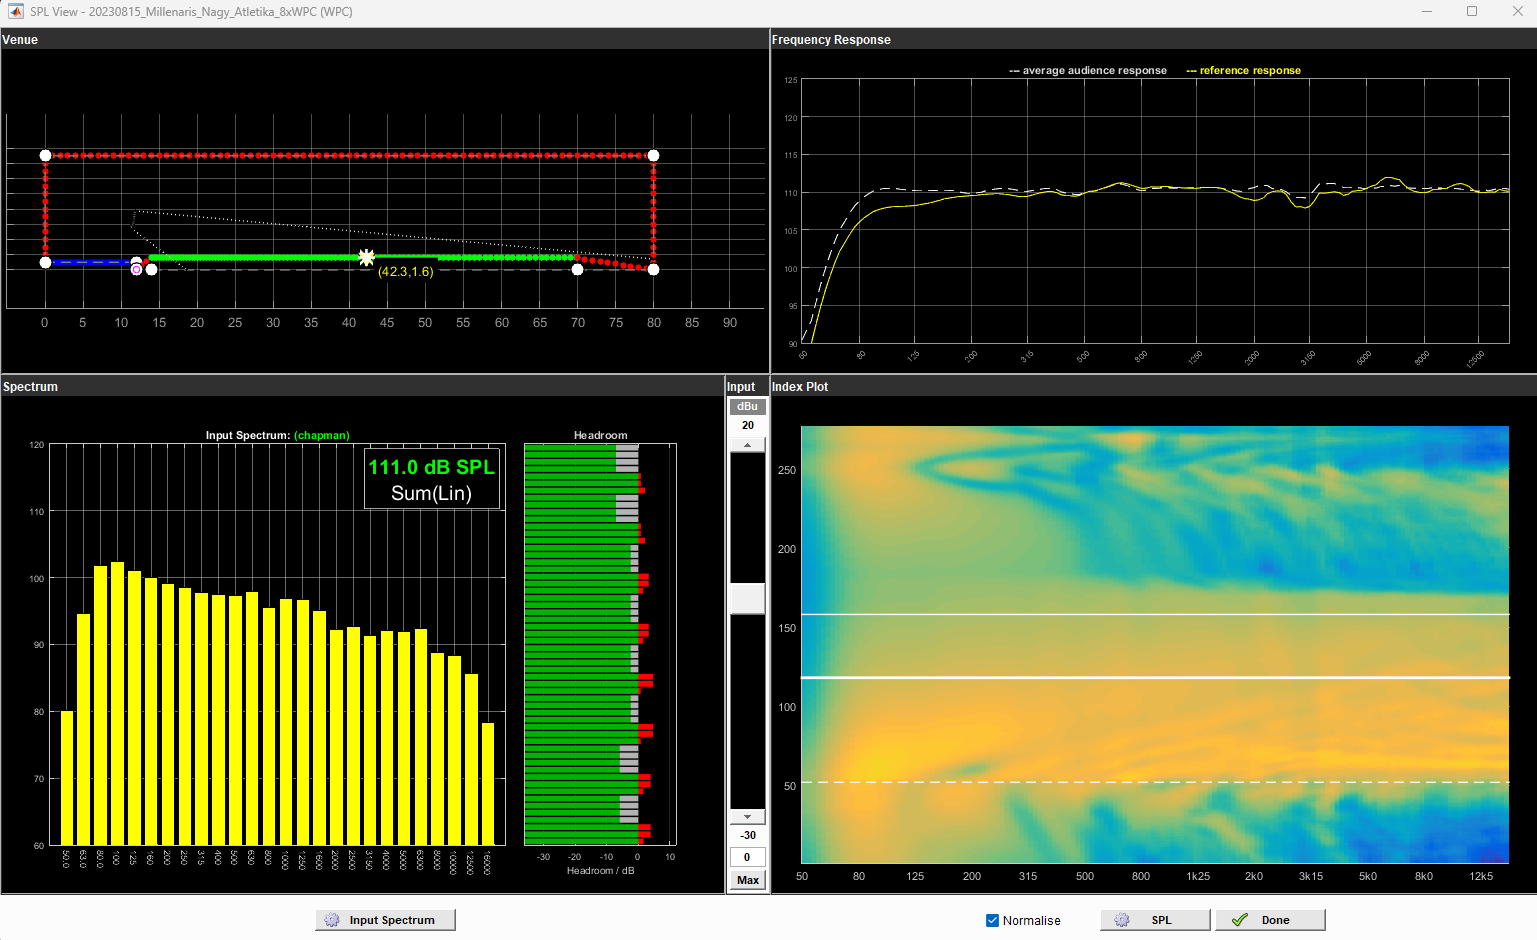 SPL View - 20230815_Millenaris_Nagy_Atletika_8xWPC (WPC)
Venue
(42.3,1.6)
0 5 10 15 20 25 30 35 40 45 50 55 60 65 70 75 80 85 90
Frequency Response
--- average audience response --- reference response
125
120
115
110
105
100
95
90
50 80 125 200 315 500 800 1250 2000 3150 5000 8000 12500
Spectrum
Input Spectrum: (chapman)
120
110
100
90
80
70
60
111.0 dB SPL
Sum(Lin)
50.0 63.0 80.0 100 125 160 200 250 315 400 500 630 800 1000 1250 1600 2000 2500 3150 4000 5000 6300 8000 10000 12500 16000
Headroom
-30 -20 -10 0 10
Headroom / dB
Input
dBu
20
-30
0
Max
Index Plot
250
200
150
100
50
50 80 125 200 315 500 800 1k25 2k0 3k15 5k0 8k0 12k5
Input Spectrum
Normalise
SPL
Done